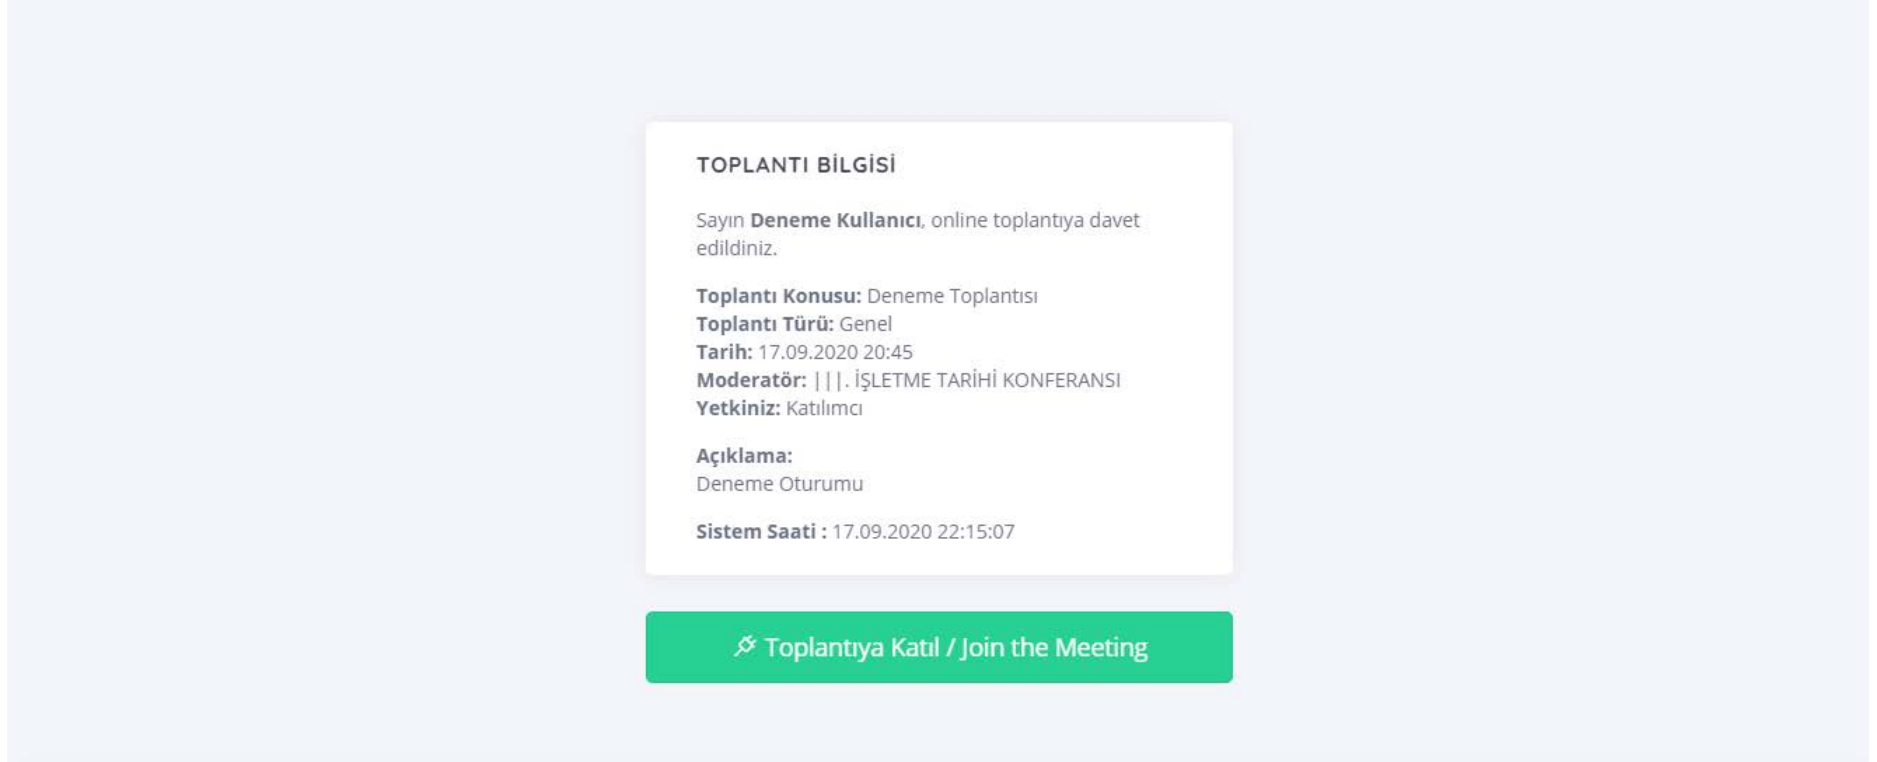 TOPLANTI BİLGİSİ
Sayın Deneme Kullanıcı, online toplantıya davet
edildiniz.
Toplantı Konusu: Deneme Toplantısı
Toplantı Türü: Genel
Tarih: 17.09.2020 20:45
Moderatör: |||. İŞLETME TARİHİ KONFERANSI
Yetkiniz: Katılımcı
Açıklama:
Deneme Oturumu
Sistem Saati : 17.09.2020 22:15:07
Toplantıya Katıl / Join the Meeting